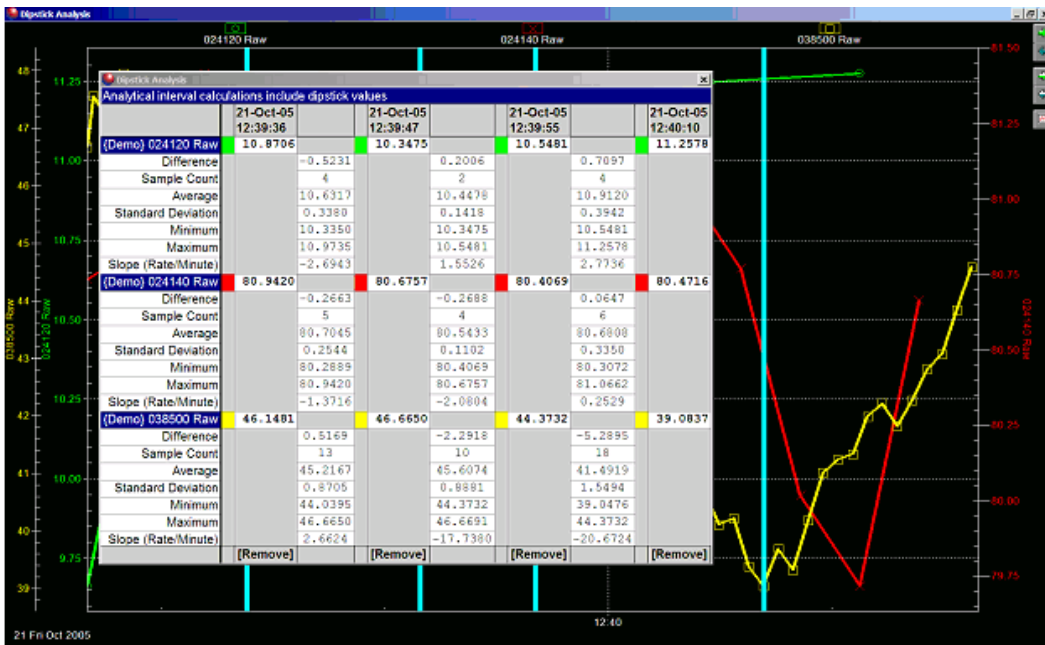 Dipstick Analysis
024120 Raw 024140 Raw 038500 Raw
Dipstick Analysis
Analytical interval calculations include dipstick values
21-Oct-05 21-Oct-05 21-Oct-05 21-Oct-05
12:39:36 12:39:47 12:39:55 12:40:10
(Demo) 024120 Raw 10.8706 10.3475 10.5481 11.2578
Difference -0.5231 0.2006 0.7097
Sample Count 4 2 4
Average 10.6317 10.4478 10.9120
Standard Deviation 0.3380 0.1418 0.3942
Minimum 10.3350 10.3475 10.5481
Maximum 10.9735 10.5481 11.2578
Slope (Rate/Minute) -2.6943 1.5526 2.7736
(Demo) 024140 Raw 80.9420 80.6757 80.4069 80.4716
Difference -0.2663 -0.2688 0.0647
Sample Count 5 4 6
Average 80.7045 80.5433 80.6808
Standard Deviation 0.2544 0.1102 0.3350
Minimum 80.2889 80.4069 80.3072
Maximum 80.9420 80.6757 81.0662
Slope (Rate/Minute) -1.3716 -2.0804 0.2529
(Demo) 038500 Raw 46.1481 46.6650 44.3732 39.0837
Difference 0.5169 -2.2918 -5.2895
Sample Count 13 10 18
Average 45.2167 45.6074 41.4919
Standard Deviation 0.8705 0.8881 1.5494
Minimum 44.0395 44.3732 39.0476
Maximum 46.6650 46.6691 44.3732
Slope (Rate/Minute) 2.6624 -17.7380 -20.6724
[Remove] [Remove] [Remove] [Remove]
48
47
46
45
44
43
42
41
40
39
038500 Raw
11.25
11.00
10.75
10.50
10.25
10.00
9.75
024120 Raw
81.50
81.25
81.00
80.75
80.50
80.25
80.00
79.75
024140 Raw
12:40
21 Fri Oct 2005